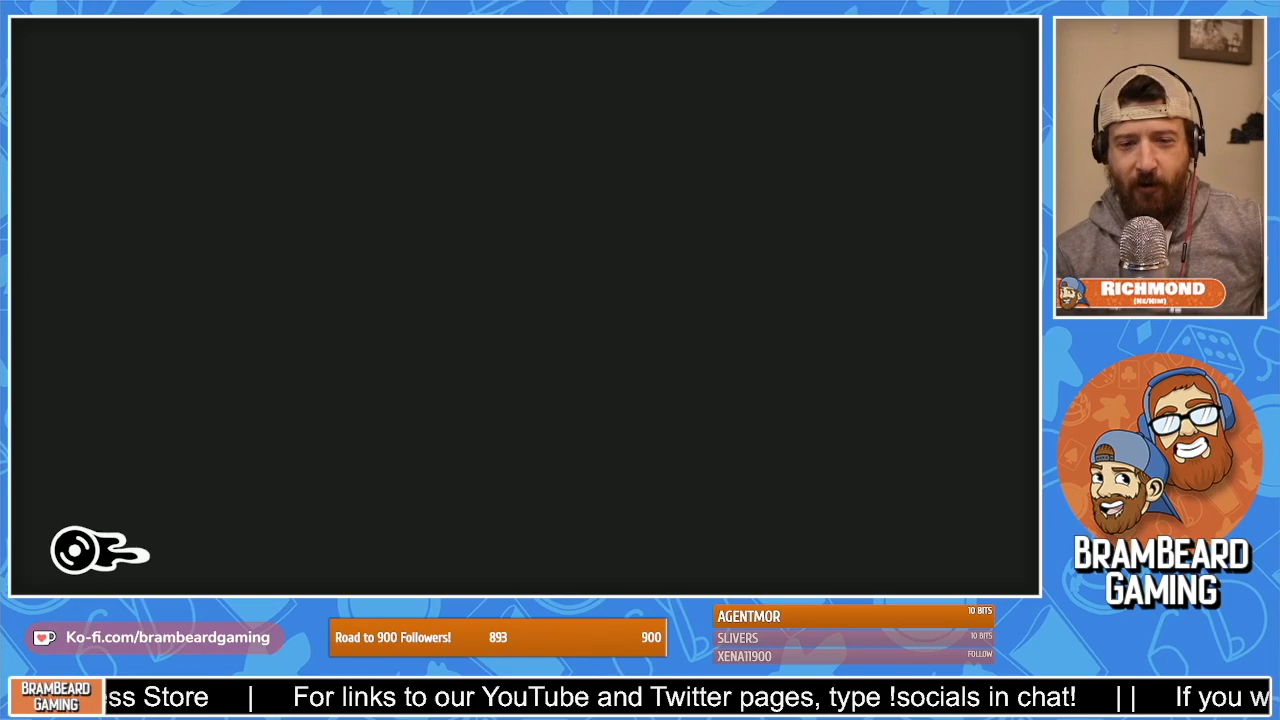 RICHMOND
(HE/HIM)
BRAMBEARD
GAMING
Ko-fi.com/brambeardgaming
Road to 900 Followers! 893 900
AGENTMOR 10 BITS
SLIVERS 10 BITS
XENA11900 FOLLOW
BRAMBEARD
GAMING
ss Store | For links to our YouTube and Twitter pages, type !socials in chat! || If you w